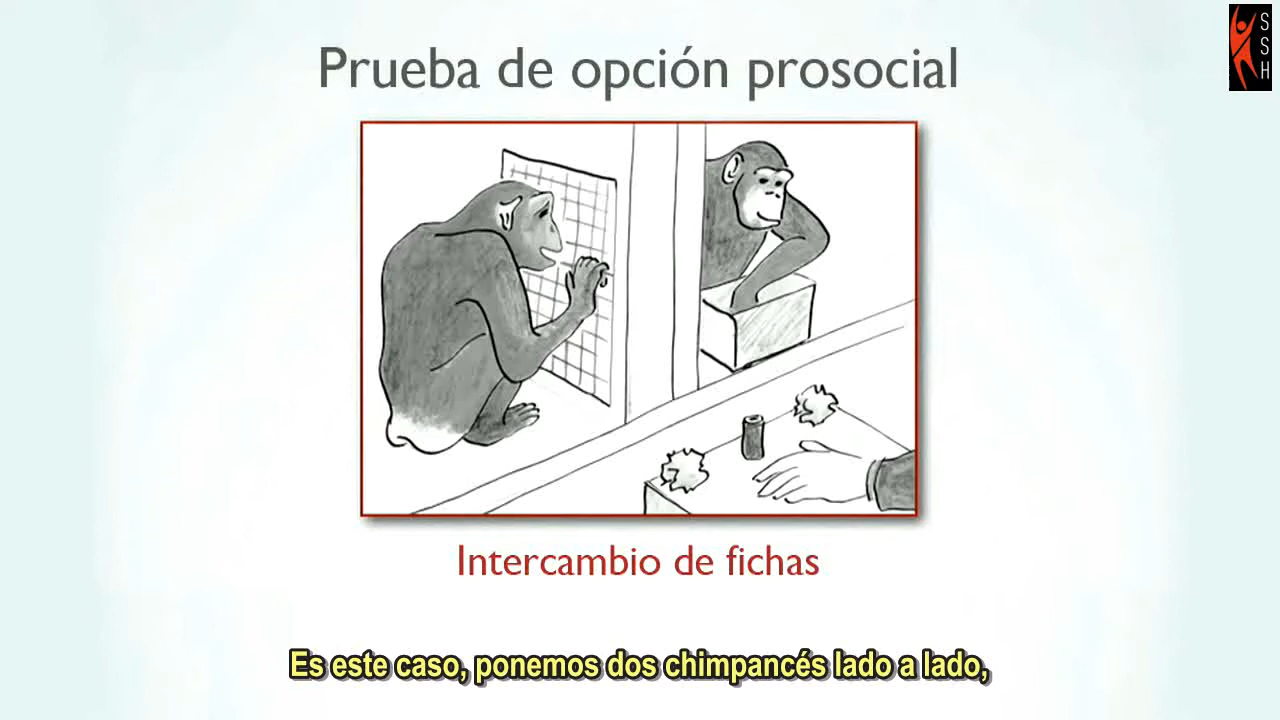 Prueba de opción prosocial
S
S
H
Intercambio de fichas
Es este caso, ponemos dos chimpancés lado a lado,